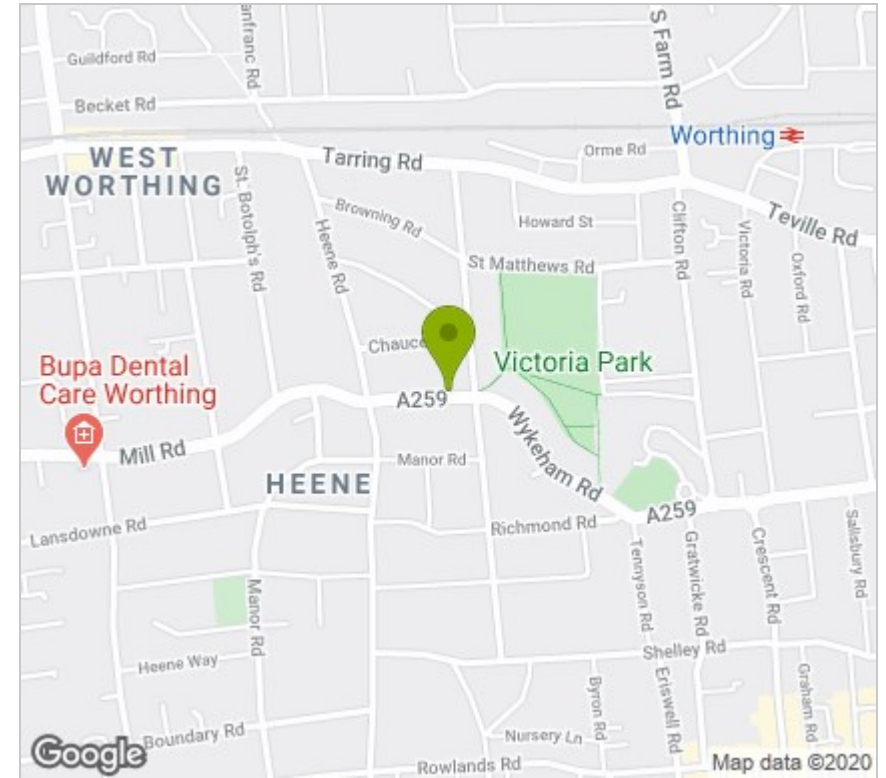 anfranc Rd
S Farm Rd
Guildford Rd
Becket Rd
Worthing
WEST
WORTHING
Tarring Rd
Orme Rd
St. Botolph's Rd
Browning Rd
Heene Rd
Howard St
Clifton Rd
Victoria Rd
Teville Rd
Oxford Rd
St Matthews Rd
Chauce
Bupa Dental
Care Worthing
Victoria Park
A259
Mill Rd
Wykeham Rd
Manor Rd
HEENE
A259
Lansdowne Rd
Richmond Rd
Tennyson Rd
Gratwicke Rd
Crescent Rd
Salisbury Rd
Manor Rd
Heene Way
Shelley Rd
Byron Rd
Eriswell Rd
Graham Rd
Boundary Rd
Nursery Ln
Rowlands Rd
Google
Map data ©2020